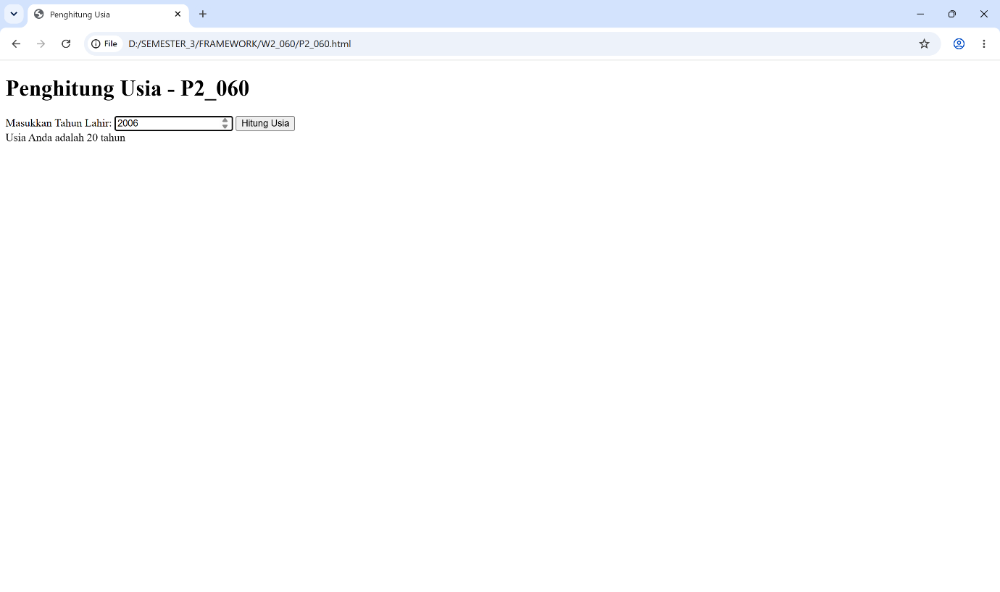 Penghitung Usia
File D:/SEMESTER_3/FRAMEWORK/W2_060/P2_060.html
Penghitung Usia - P2_060
Masukkan Tahun Lahir: 2006 Hitung Usia
Usia Anda adalah 20 tahun